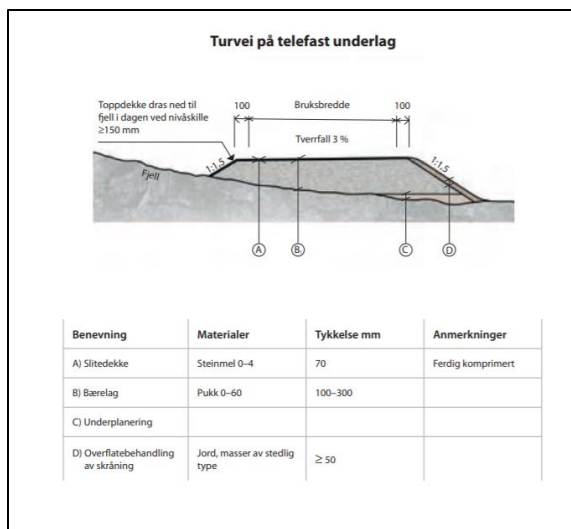 Turvei på telefast underlag
Toppdekke dras ned til
fjell i dagen ved nivåskille
≥150 mm
100
Bruksbredde
100
Tverrfall 3 %
1:1,5
1:1,5
Fjell
A
B
C
D
Benevning Materialer Tykkelse mm Anmerkninger
A) Slitedekke Steinmel 0–4 70 Ferdig komprimert
B) Bærelag Pukk 0–60 100–300
C) Underplanering
D) Overflatebehandling
av skråning
Jord, masser av stedlig
type
≥ 50